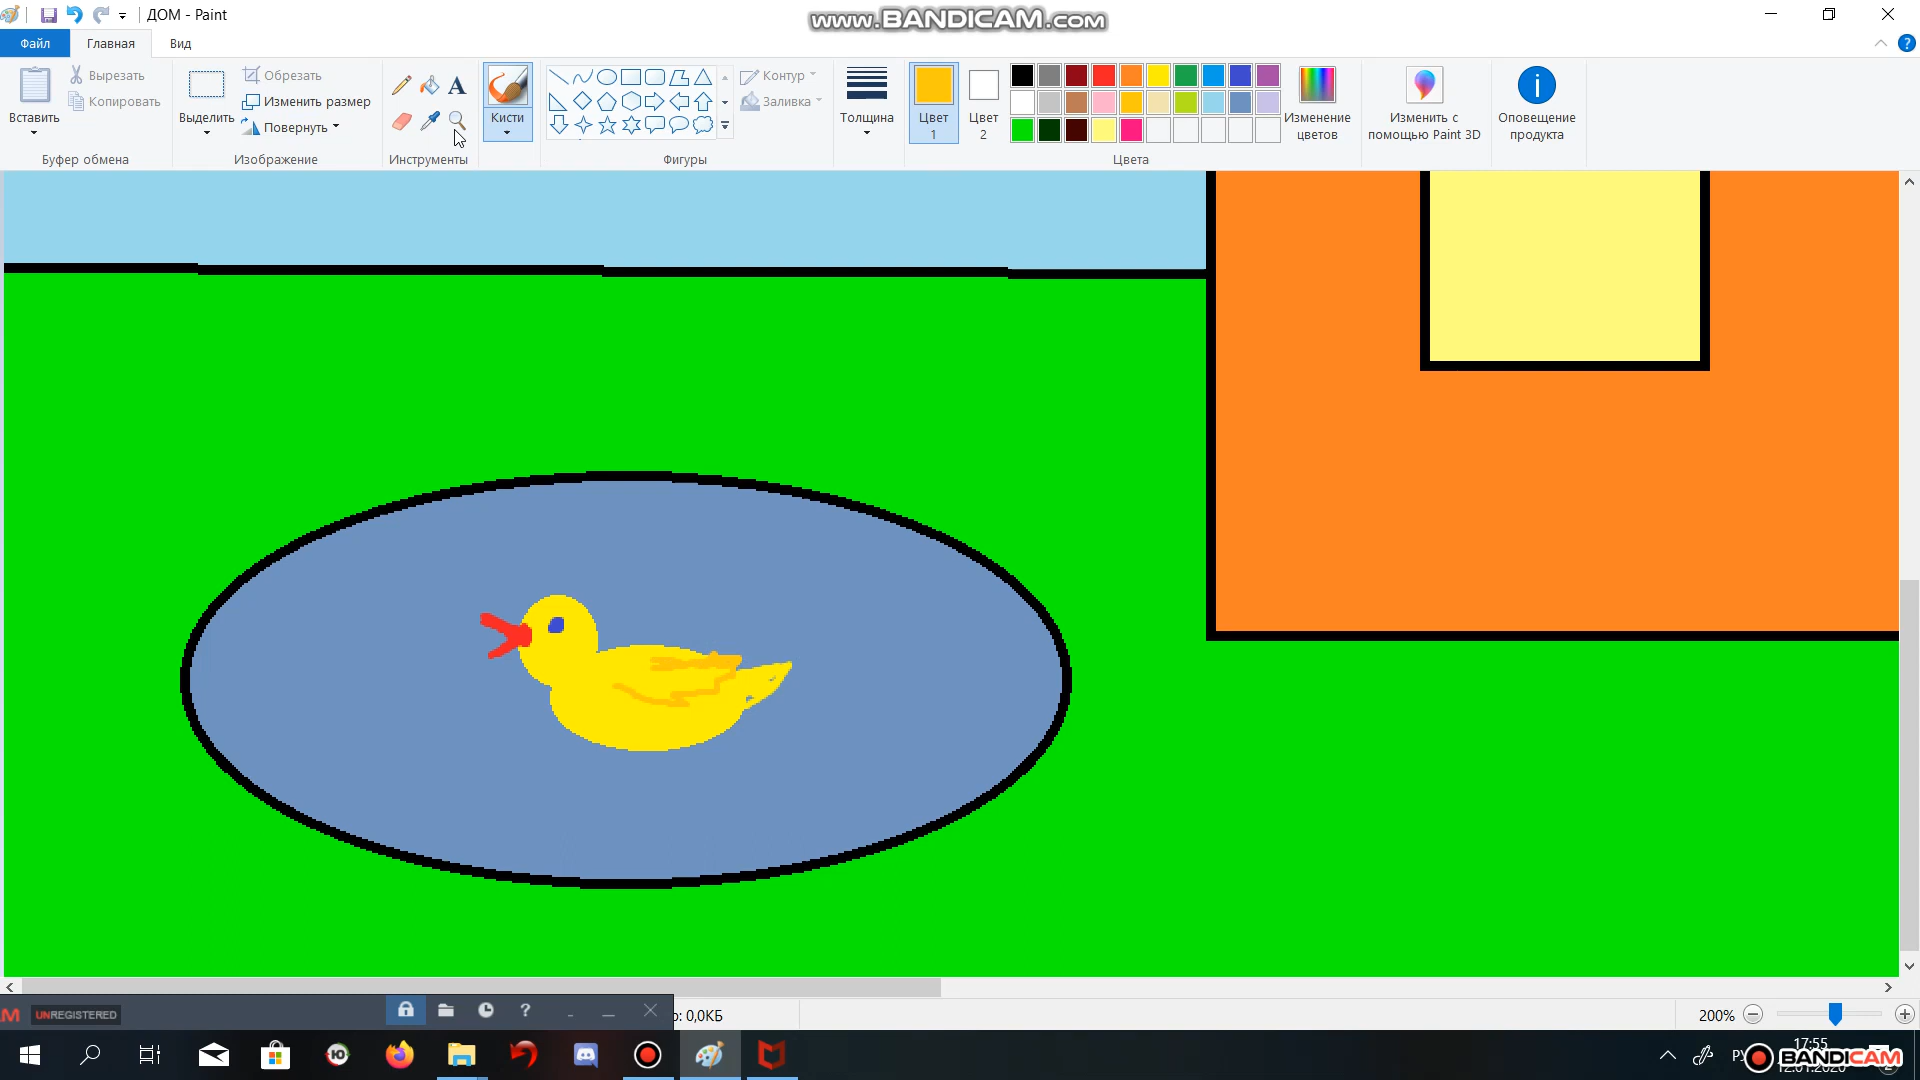 ДОМ - Paint
www.BANDICAM.com
Файл
Главная
Вид
?
Вставить
Вырезать
Копировать
Буфер обмена
Выделить
Обрезать
Изменить размер
Повернуть
Изображение
A
Инструменты
Кисти
Фигуры
Контур
Заливка
Толщина
Цвет
1
Цвет
2
Изменение
цветов
Цвета
Изменить с
помощью Paint 3D
Оповещение
продукта
UNREGISTERED
?
р: 0,0КБ
200%
Ю
17:55
BANDICAM